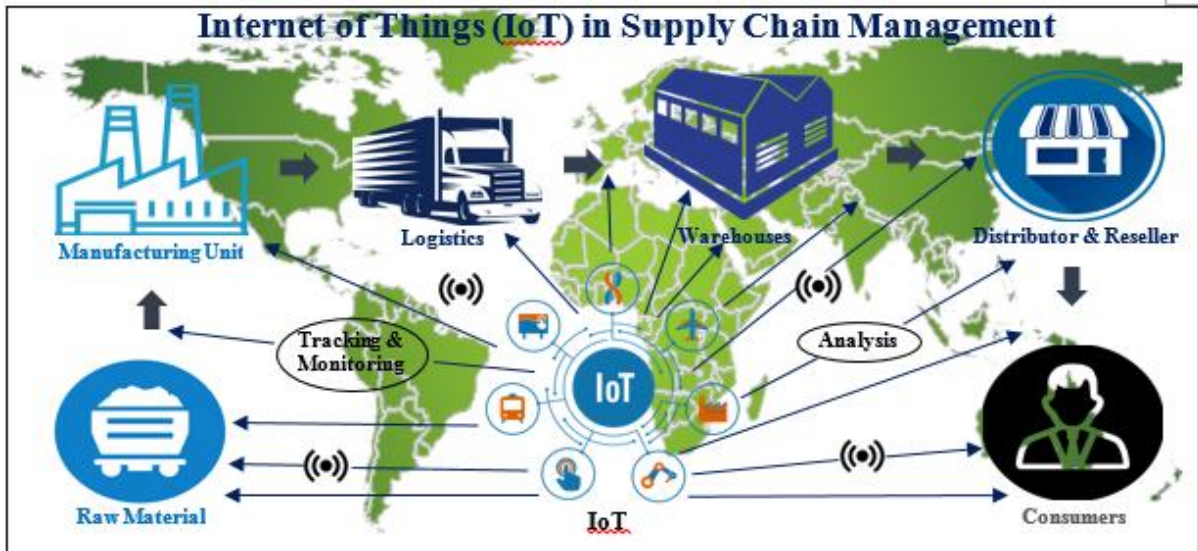 Internet of Things (IoT) in Supply Chain Management
Manufacturing Unit
Logistics
Warehouses
Distributor & Reseller
Tracking &
Monitoring
Analysis
IoT
Raw Material
IoT
Consumers